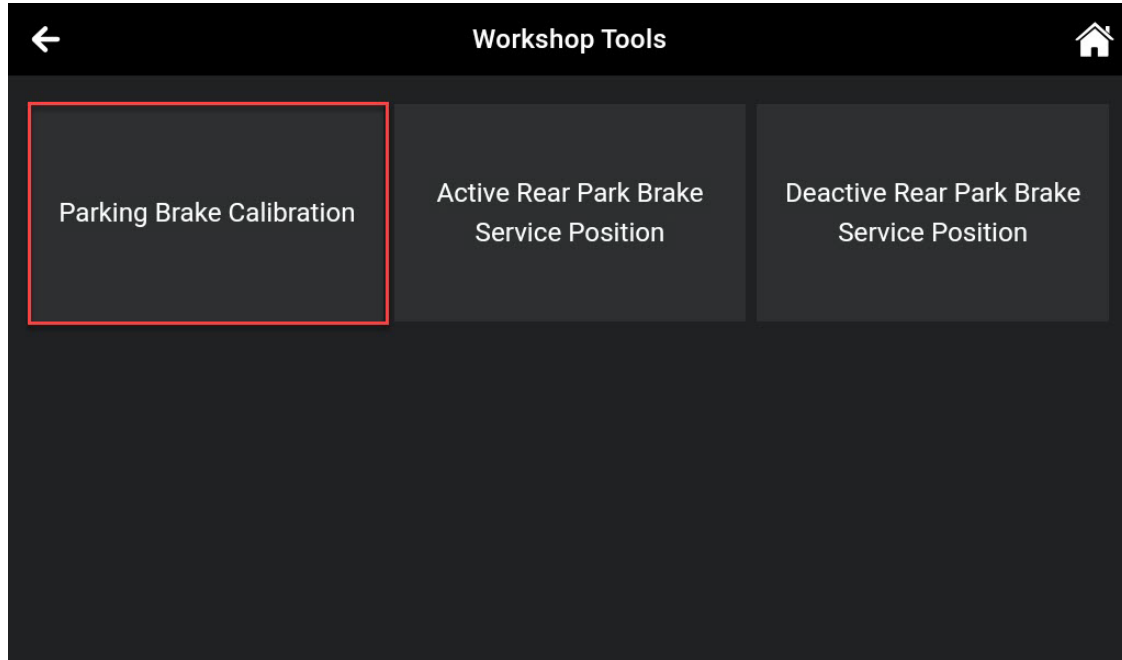 Workshop Tools
Parking Brake Calibration
Active Rear Park Brake
Service Position
Deactive Rear Park Brake
Service Position